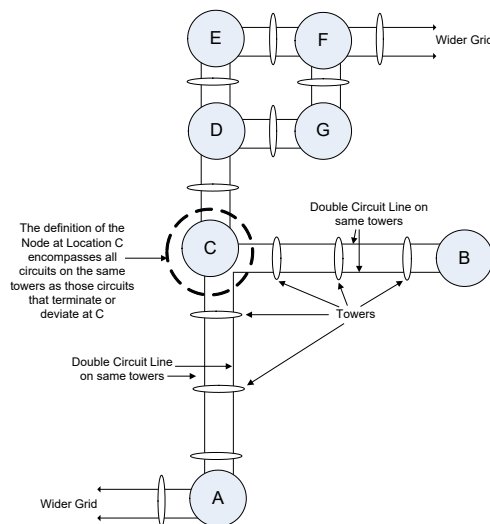 E
F
Wider Grid
D
G
The definition of the
Node at Location C
encompasses all
circuits on the same
towers as those circuits
that terminate or
deviate at C
C
Double Circuit Line on
same towers
B
Towers
Double Circuit Line
on same towers
Wider Grid
A